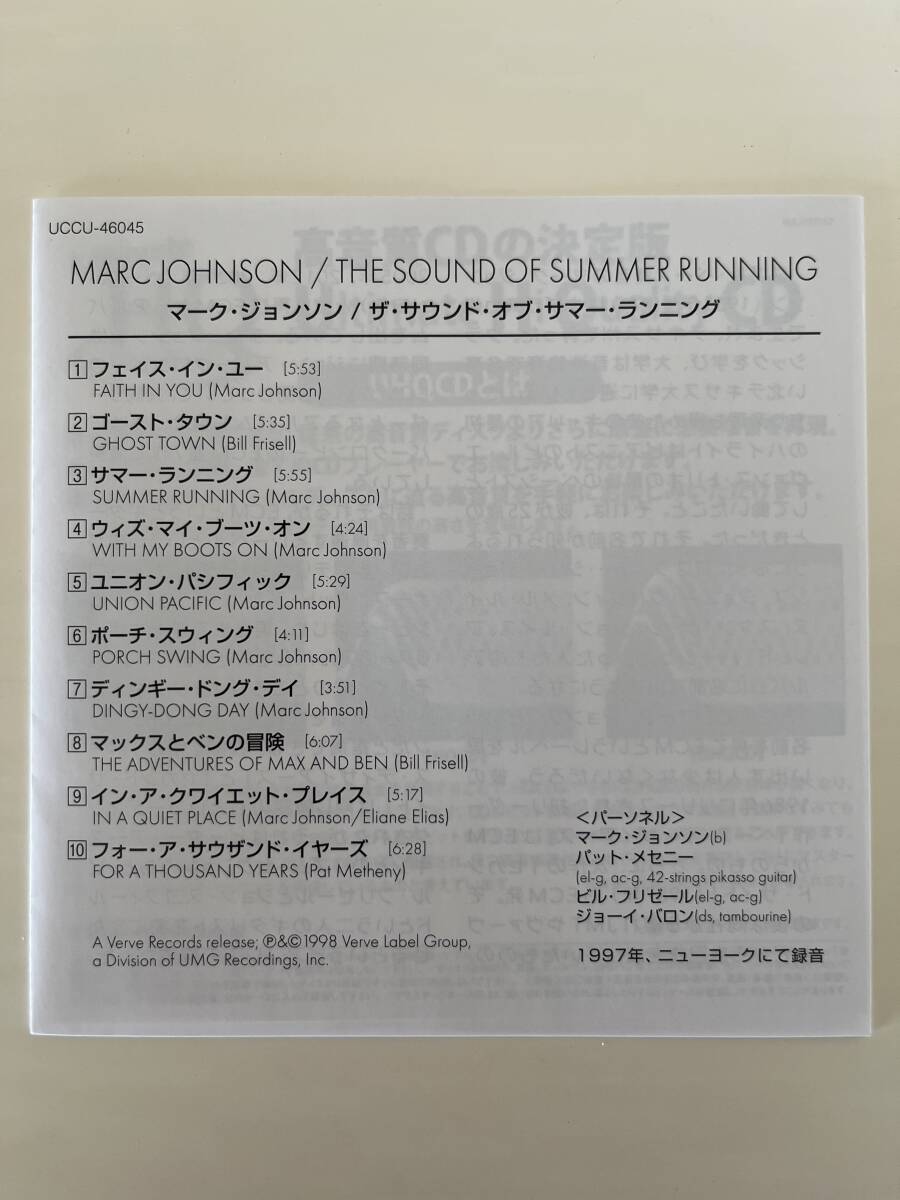 UCCU-46045
MARC JOHNSON / THE SOUND OF SUMMER RUNNING
マーク・ジョンソン / ザ・サウンド・オブ・サマー・ランニング
1 フェイス・イン・ユー [5:53]
FAITH IN YOU (Marc Johnson)
2 ゴースト・タウン [5:35]
GHOST TOWN (Bill Frisell)
3 サマー・ランニング [5:55]
SUMMER RUNNING (Marc Johnson)
4 ウィズ・マイ・ブーツ・オン [4:24]
WITH MY BOOTS ON (Marc Johnson)
5 ユニオン・パシフィック [5:29]
UNION PACIFIC (Marc Johnson)
6 ポーチ・スウィング [4:11]
PORCH SWING (Marc Johnson)
7 ディンギー・ドング・デイ [3:51]
DINGY-DONG DAY (Marc Johnson)
8 マックスとベンの冒険 [6:07]
THE ADVENTURES OF MAX AND BEN (Bill Frisell)
9 イン・ア・クワイエット・プレイス [5:17]
IN A QUIET PLACE (Marc Johnson/Eliane Elias)
10 フォー・ア・サウザンド・イヤーズ [6:28]
FOR A THOUSAND YEARS (Pat Metheny)
A Verve Records release; ℗&©1998 Verve Label Group,
a Division of UMG Recordings, Inc.
<パーソネル>
マーク・ジョンソン(b)
パット・メセニー
(el-g, ac-g, 42-strings pikasso guitar)
ビル・フリゼール(el-g, ac-g)
ジョーイ・バロン(ds, tambourine)
1997年、ニューヨークにて録音